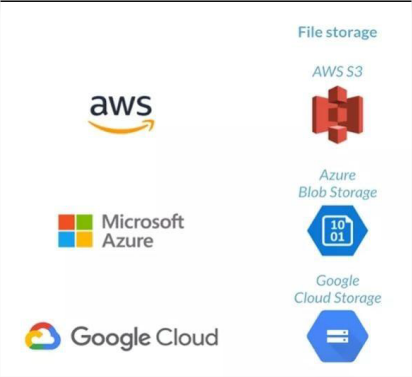 File storage
AWS S3
aws
Azure
Blob Storage
10
01
Microsoft
Azure
Google
Cloud Storage
Google Cloud